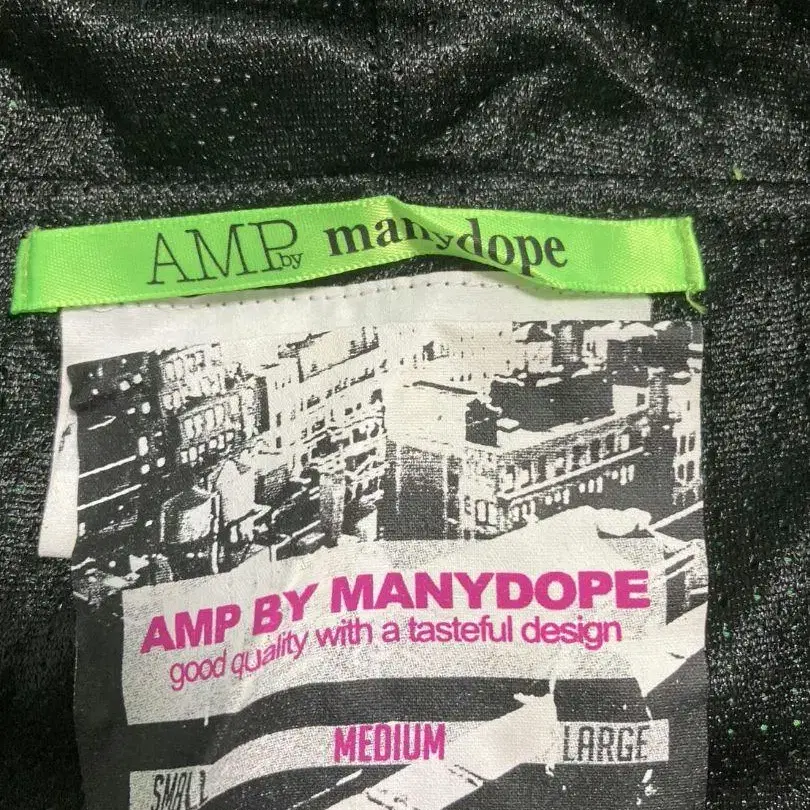 AMP by manydope
AMP BY MANYDOPE
good quality with a tasteful design
MEDIUM
LARGE
SMALL